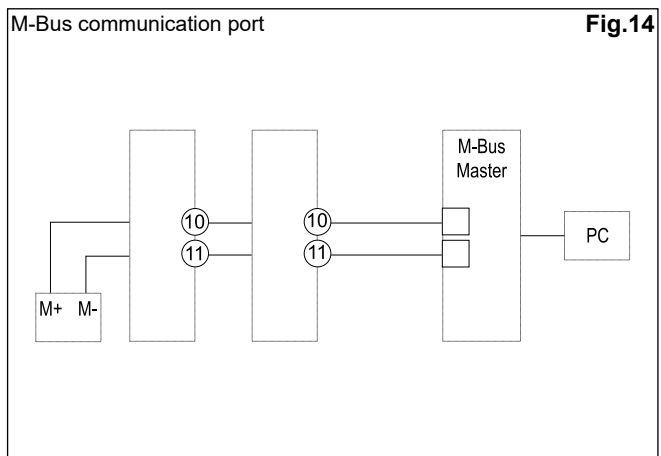 M-Bus communication port
Fig.14
M-Bus
Master
10
10
11
11
PC
M+ M-